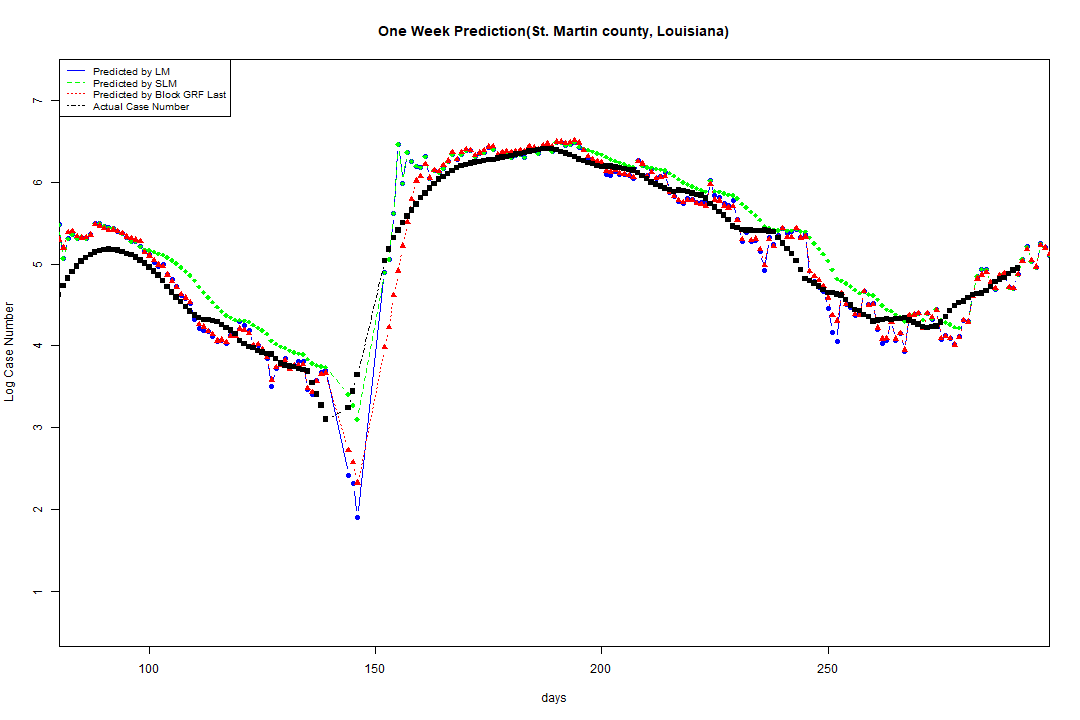 One Week Prediction(St. Martin county, Louisiana)
Predicted by LM
Predicted by SLM
Predicted by Block GRF Last
Actual Case Number
7
6
5
4
3
2
1
Log Case Number
100 150 200 250
days